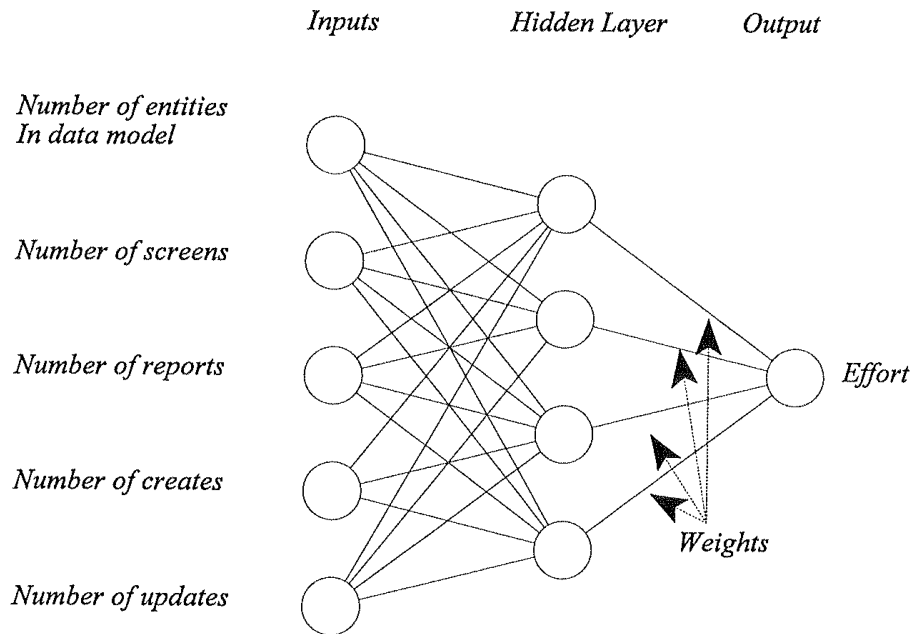 Inputs
Hidden Layer
Output
Number of entities
In data model
Number of screens
Number of reports
Effort
Number of creates
Weights
Number of updates